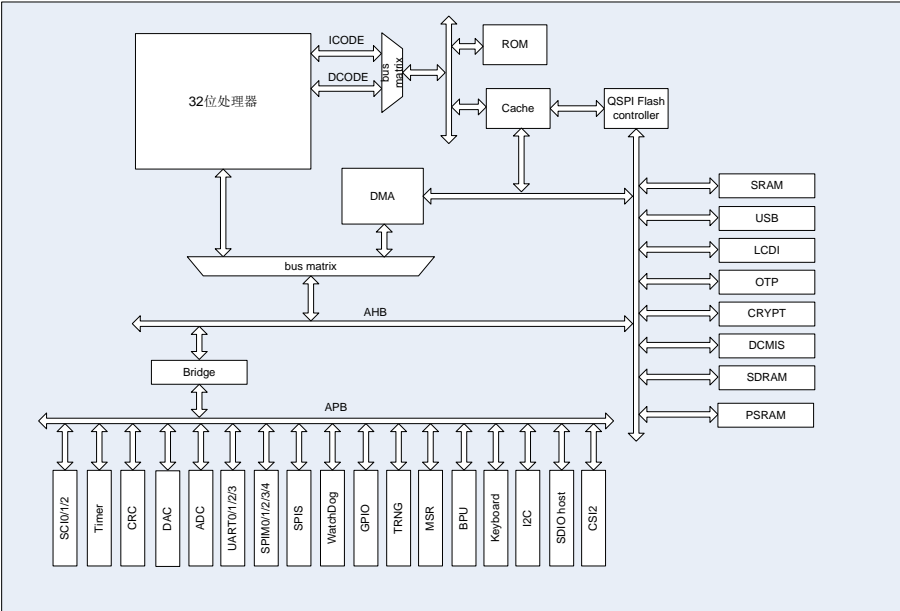 ICODE
ROM
bus matrix
DCODE
32位处理器
QSPI Flash
controller
Cache
DMA
SRAM
USB
LCDI
bus matrix
OTP
AHB
CRYPT
DCMIS
Bridge
SDRAM
APB
PSRAM
SCI0/1/2
Timer
CRC
DAC
ADC
UART0/1/2/3
SPIM0/1/2/3/4
SPIS
WatchDog
GPIO
TRNG
MSR
BPU
Keyboard
I2C
SDIO host
CSI2